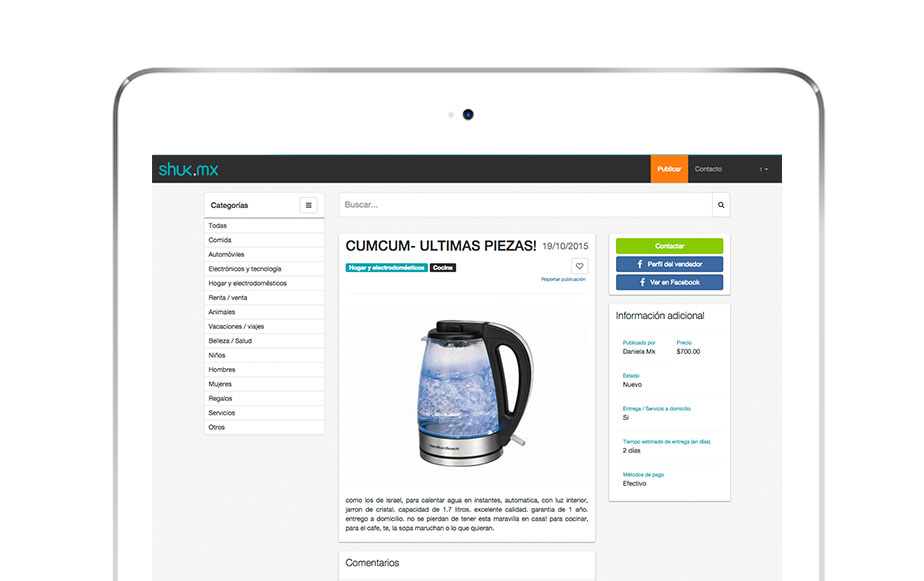 shuk.mx
Publicar
Contacto
1
Categorías
Todas
Comida
Automóviles
Electrónicos y tecnología
Hogar y electrodomésticos
Renta / venta
Animales
Vacaciones / viajes
Belleza / Salud
Niños
Hombres
Mujeres
Regalos
Servicios
Otros
Buscar...
CUMCUM- ULTIMAS PIEZAS! 19/10/2015
Hogar y electrodomésticos Cocina
Reportar publicación
HamiltonBeach
como los de israel, para calentar agua en instantes, automatica, con luz interior,
jarron de cristal. capacidad de 1.7 litros. excelente calidad. garantia de 1 año.
entrego a domicilio. no se pierdan de tener esta maravilla en casa! para cocinar,
para el cafe, te, la sopa maruchan o lo que quieran.
Comentarios
Contactar
Perfil del vendedor
Ver en Facebook
Información adicional
Publicado por Precio
Daniela Mk $700.00
Estado
Nuevo
Entrega / Servicio a domicilio
Si
Tiempo estimado de entrega (en días)
2 días
Métodos de pago
Efectivo